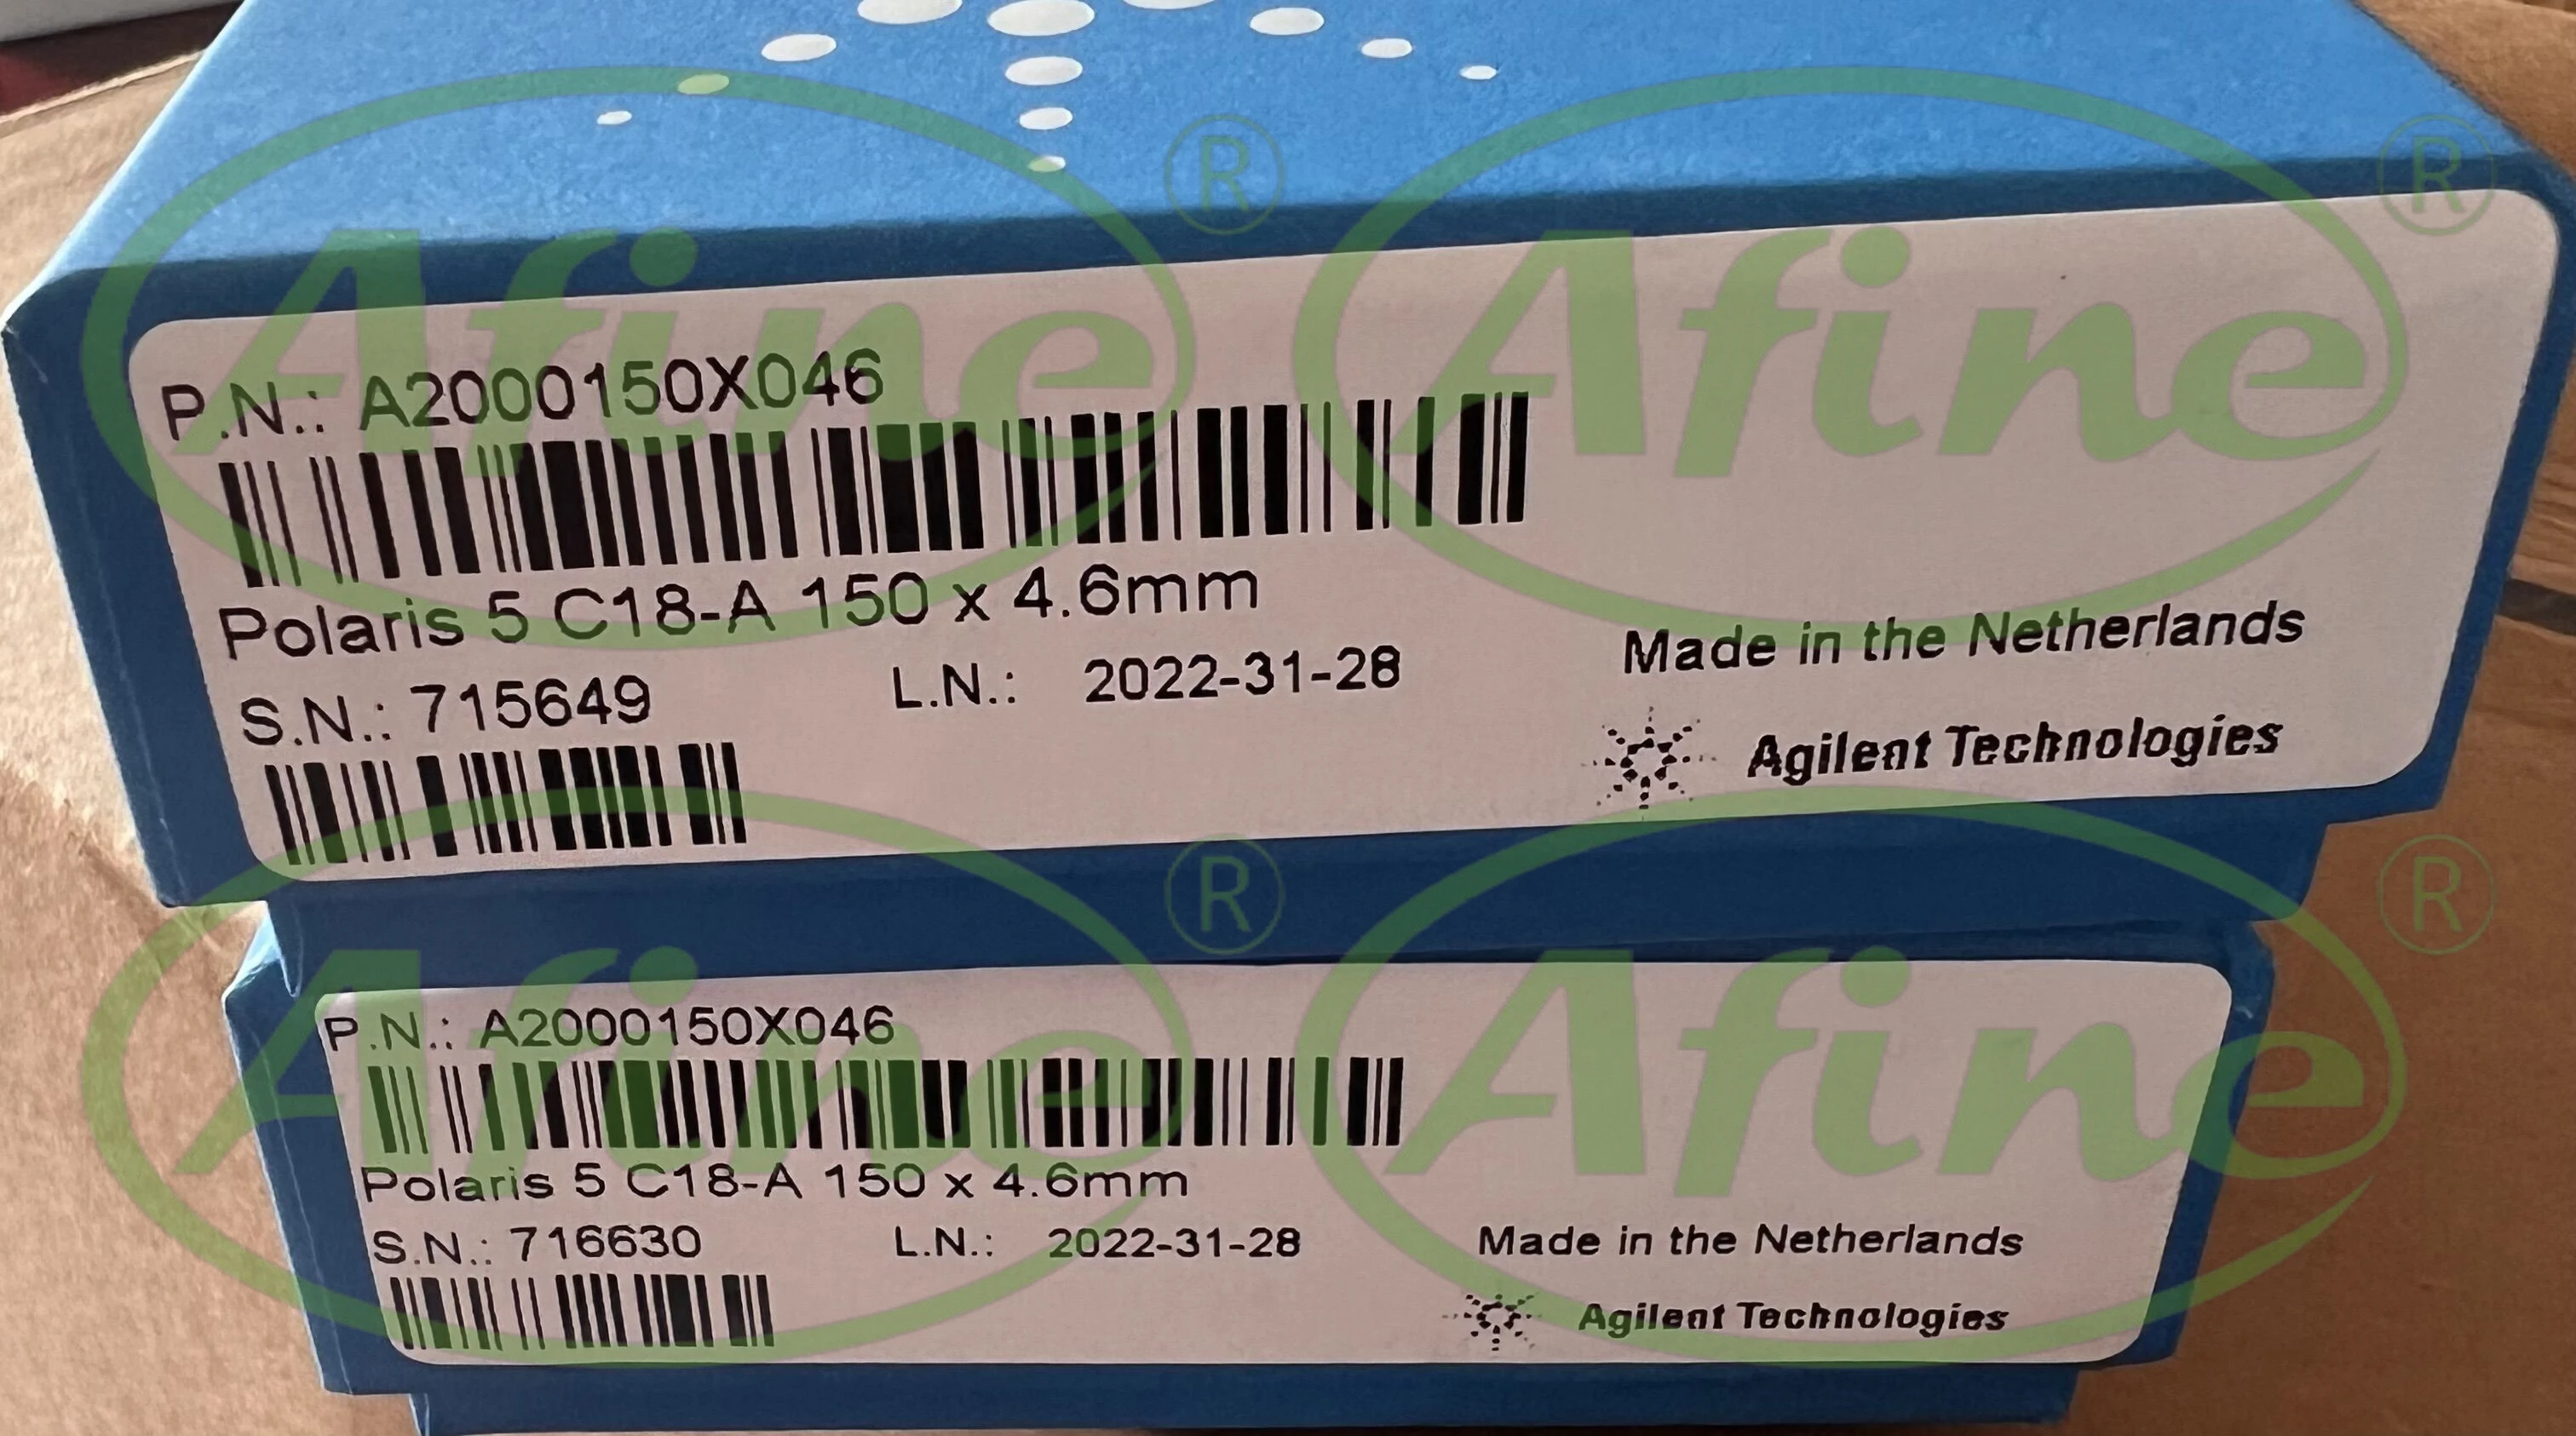 P.N.: A2000150X046
Polaris 5 C18-A 150 x 4.6mm
S.N.: 715649 L.N.: 2022-31-28
Made in the Netherlands
Agilent Technologies
P.N.: A2000150X046
Polaris 5 C18-A 150 x 4.6mm
S.N.: 716630 L.N.: 2022-31-28
Made in the Netherlands
Agilent Technologies
Afine®
Afine®
Afine®
Afine®